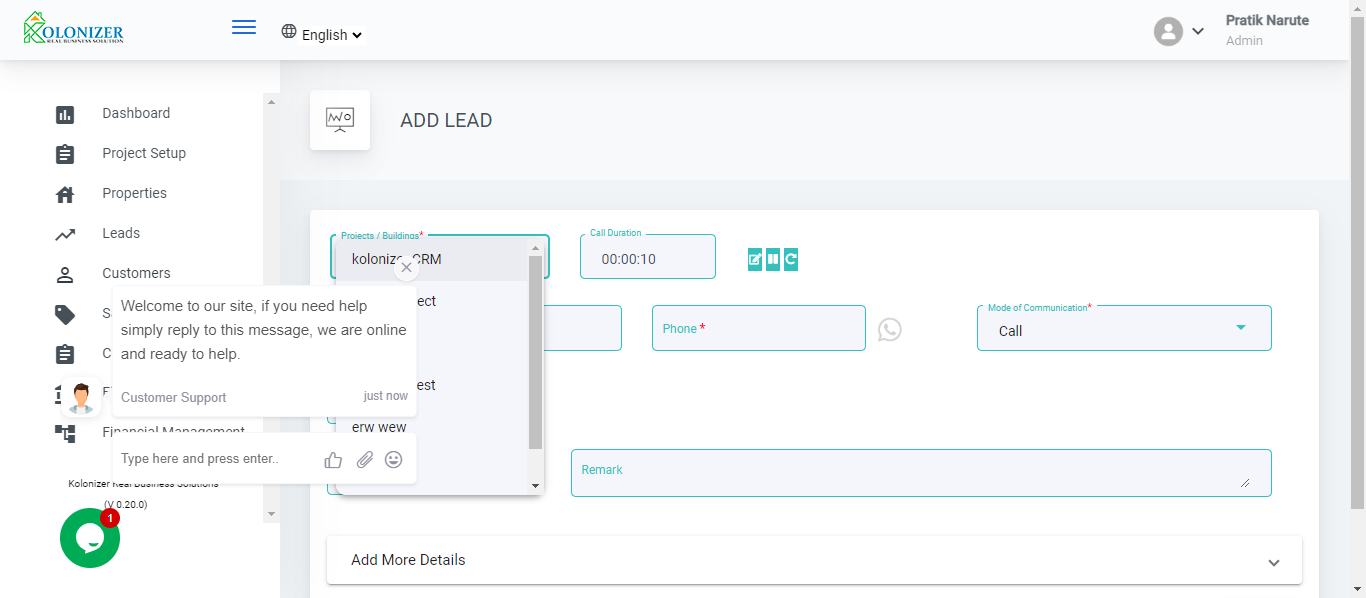 KOLONIZER
REAL BUSINESS SOLUTION
English
Pratik Narute
Admin
Dashboard
Project Setup
Properties
Leads
Customers
Financial Management
Kolonizer Real Business Solutions
(V 0.20.0)
1
ADD LEAD
Projects / Buildings*
kolonizer CRM
ect
est
erw wew
Call Duration
00:00:10
Phone *
Mode of Communication*
Call
Remark
Add More Details
Welcome to our site, if you need help
simply reply to this message, we are online
and ready to help.
Customer Support
just now
Type here and press enter..